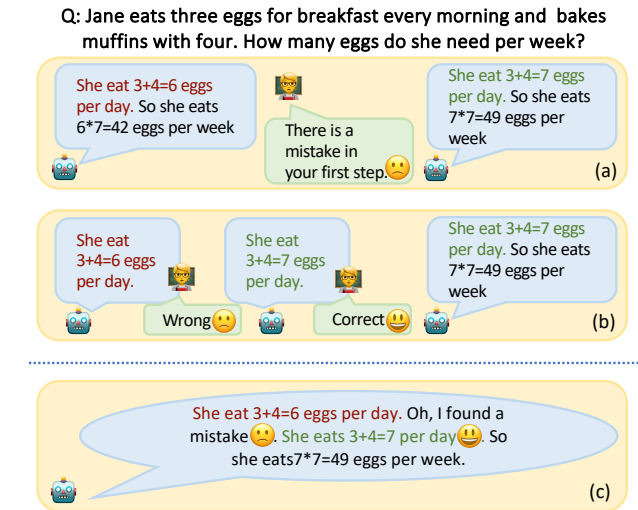 Q: Jane eats three eggs for breakfast every morning and bakes
muffins with four. How many eggs do she need per week?
She eat 3+4=6 eggs
per day. So she eats
6*7=42 eggs per week
There is a
mistake in
your first step.
She eat 3+4=7 eggs
per day. So she eats
7*7=49 eggs per
week
(a)
She eat
3+4=6 eggs
per day.
Wrong
She eat
3+4=7 eggs
per day.
Correct
She eat 3+4=7 eggs
per day. So she eats
7*7=49 eggs per
week
(b)
She eat 3+4=6 eggs per day. Oh, I found a
mistake. She eats 3+4=7 per day. So
she eats7*7=49 eggs per week.
(c)